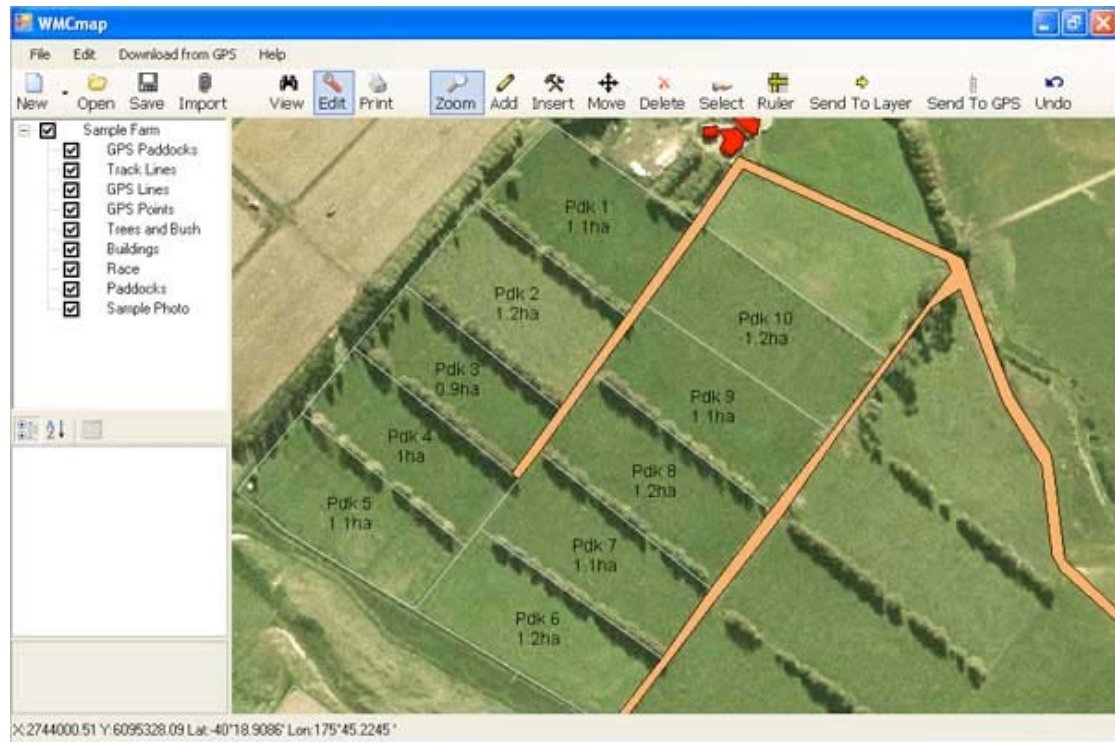 WMCmap
File Edit Download from GPS Help
New Open Save Import View Edit Print Zoom Add Insert Move Delete Select Ruler Send To Layer Send To GPS Undo
Sample Farm
GPS Paddocks
Track Lines
GPS Lines
GPS Points
Trees and Bush
Buildings
Race
Paddocks
Sample Photo
Pdk 1
1.1ha
Pdk 2
1.2ha
Pdk 10
1.2ha
Pdk 3
0.9ha
Pdk 9
1.1ha
Pdk 4
1ha
Pdk 8
1.2ha
Pdk 5
1.1ha
Pdk 7
1.1ha
Pdk 6
1.2ha
X:2744000.51 Y:6095328.09 Lat:-40°18.9086' Lon:175°45.2245'